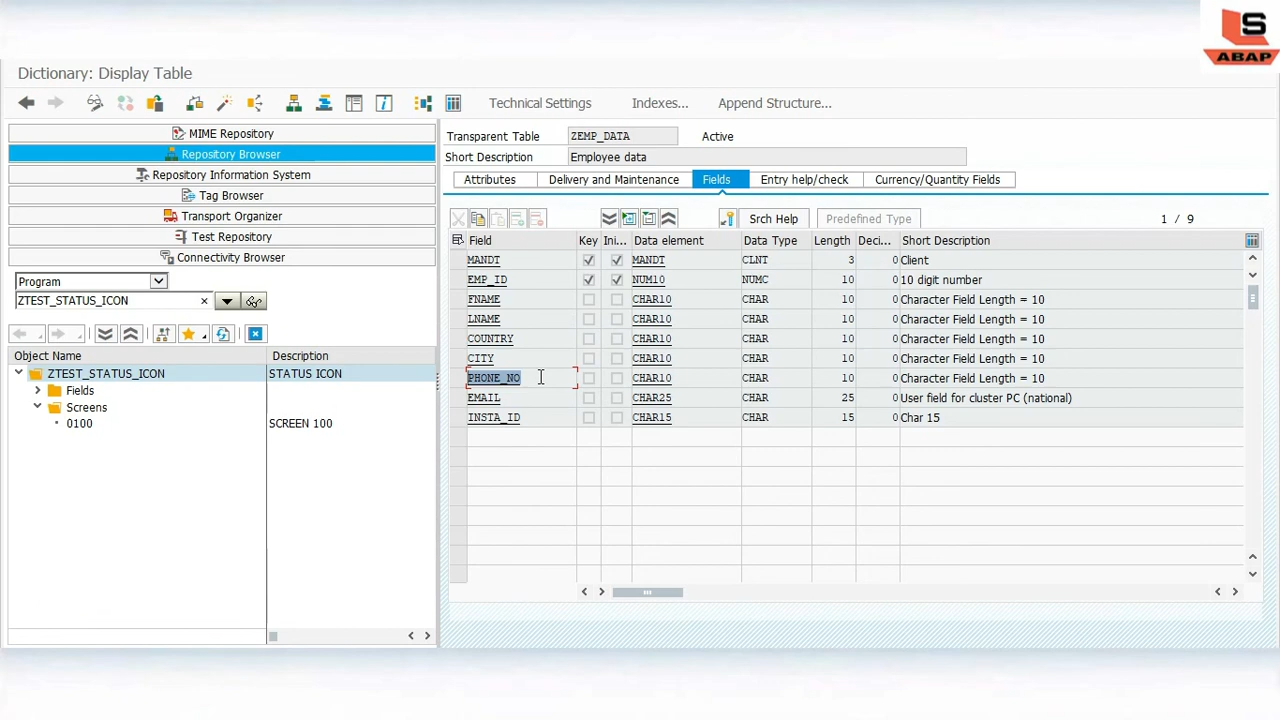 S
ABAP
Dictionary: Display Table
Technical Settings Indexes... Append Structure...
MIME Repository
Repository Browser
Repository Information System
Tag Browser
Transport Organizer
Test Repository
Connectivity Browser
Program
ZTEST_STATUS_ICON
Object Name Description
ZTEST_STATUS_ICON STATUS ICON
Fields
Screens
0100 SCREEN 100
Transparent Table ZEMP_DATA Active
Short Description Employee data
Attributes Delivery and Maintenance Fields Entry help/check Currency/Quantity Fields
Srch Help Predefined Type 1 / 9
Field Key Ini... Data element Data Type Length Deci... Short Description
MANDT MANDT CLNT 3 0 Client
EMP_ID NUM10 NUMC 10 0 10 digit number
FNAME CHAR10 CHAR 10 0 Character Field Length = 10
LNAME CHAR10 CHAR 10 0 Character Field Length = 10
COUNTRY CHAR10 CHAR 10 0 Character Field Length = 10
CITY CHAR10 CHAR 10 0 Character Field Length = 10
PHONE_NO CHAR10 CHAR 10 0 Character Field Length = 10
EMAIL CHAR25 CHAR 25 0 User field for cluster PC (national)
INSTA_ID CHAR15 CHAR 15 0 Char 15